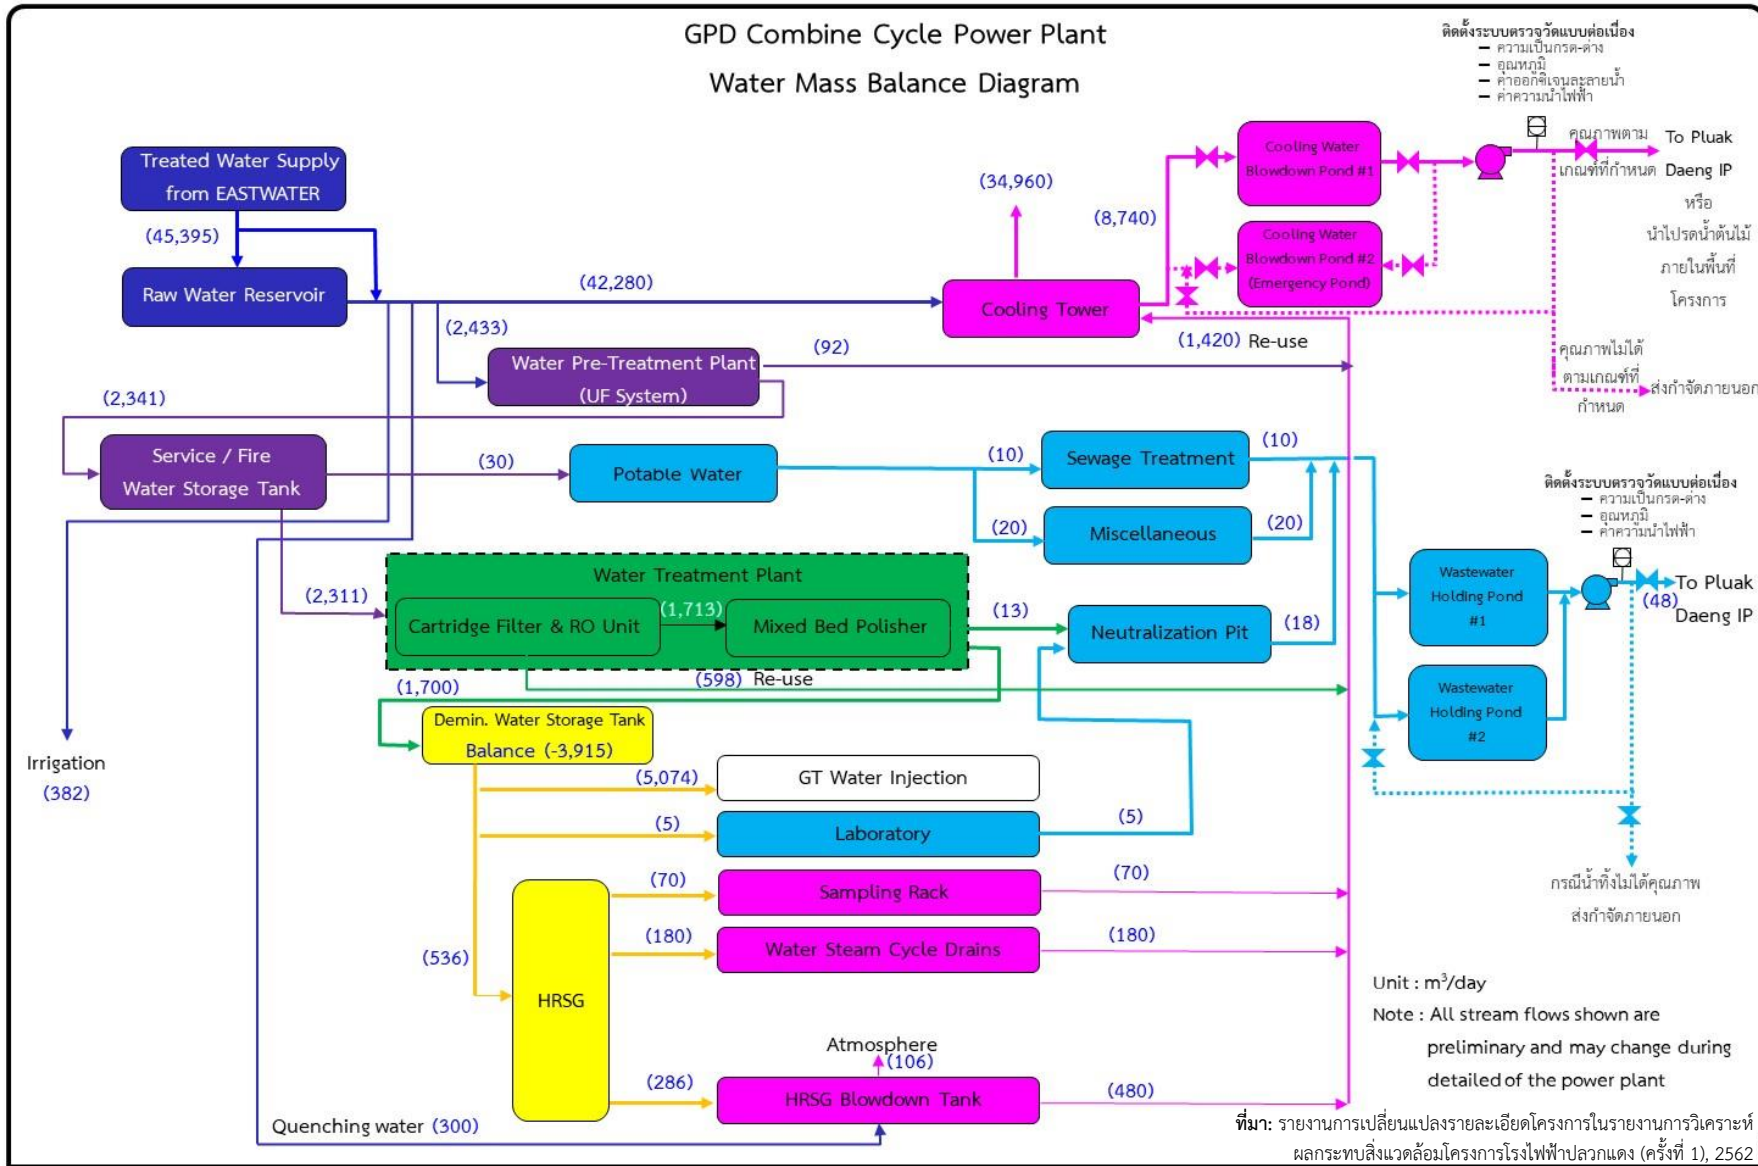 GPD Combine Cycle Power Plant
Water Mass Balance Diagram
ติดตั้งระบบตรวจวัดแบบต่อเนื่อง
– ความเป็นกรด-ด่าง
– อุณหภูมิ
– ค่าออกซิเจนละลายน้ำ
– ค่าความนำไฟฟ้า
Treated Water Supply
from EASTWATER
(45,395)
Raw Water Reservoir
(42,280)
(34,960)
Cooling Tower
(8,740)
Cooling Water
Blowdown Pond #1
Cooling Water
Blowdown Pond #2
(Emergency Pond)
คุณภาพตาม
เกณฑ์ที่กำหนด
To Pluak
Daeng IP
หรือ
นำไปรดน้ำต้นไม้
ภายในพื้นที่
โครงการ
(2,433)
Water Pre-Treatment Plant
(UF System)
(92)
(1,420) Re-use
คุณภาพไม่ได้
ตามเกณฑ์ที่
กำหนด
ส่งกำจัดภายนอก
(2,341)
Service / Fire
Water Storage Tank
(30)
Potable Water
(10)
Sewage Treatment
(10)
(20)
Miscellaneous
(20)
ติดตั้งระบบตรวจวัดแบบต่อเนื่อง
– ความเป็นกรด-ด่าง
– อุณหภูมิ
– ค่าความนำไฟฟ้า
Water Treatment Plant
(2,311)
Cartridge Filter & RO Unit
(1,713)
Mixed Bed Polisher
(13)
Neutralization Pit
(18)
Wastewater
Holding Pond
#1
To Pluak
Daeng IP
(48)
(598) Re-use
(1,700)
Wastewater
Holding Pond
#2
Demin. Water Storage Tank
Balance (-3,915)
Irrigation
(382)
(5,074)
GT Water Injection
(5)
Laboratory
(5)
(70)
Sampling Rack
(70)
กรณีน้ำทิ้งไม่ได้คุณภาพ
ส่งกำจัดภายนอก
(180)
Water Steam Cycle Drains
(180)
(536)
HRSG
Unit : m³/day
Note : All stream flows shown are
preliminary and may change during
detailed of the power plant
Atmosphere
(106)
(286)
HRSG Blowdown Tank
(480)
Quenching water (300)
ที่มา: รายงานการเปลี่ยนแปลงรายละเอียดโครงการในรายงานการวิเคราะห์
ผลกระทบสิ่งแวดล้อมโครงการโรงไฟฟ้าปลวกแดง (ครั้งที่ 1), 2562